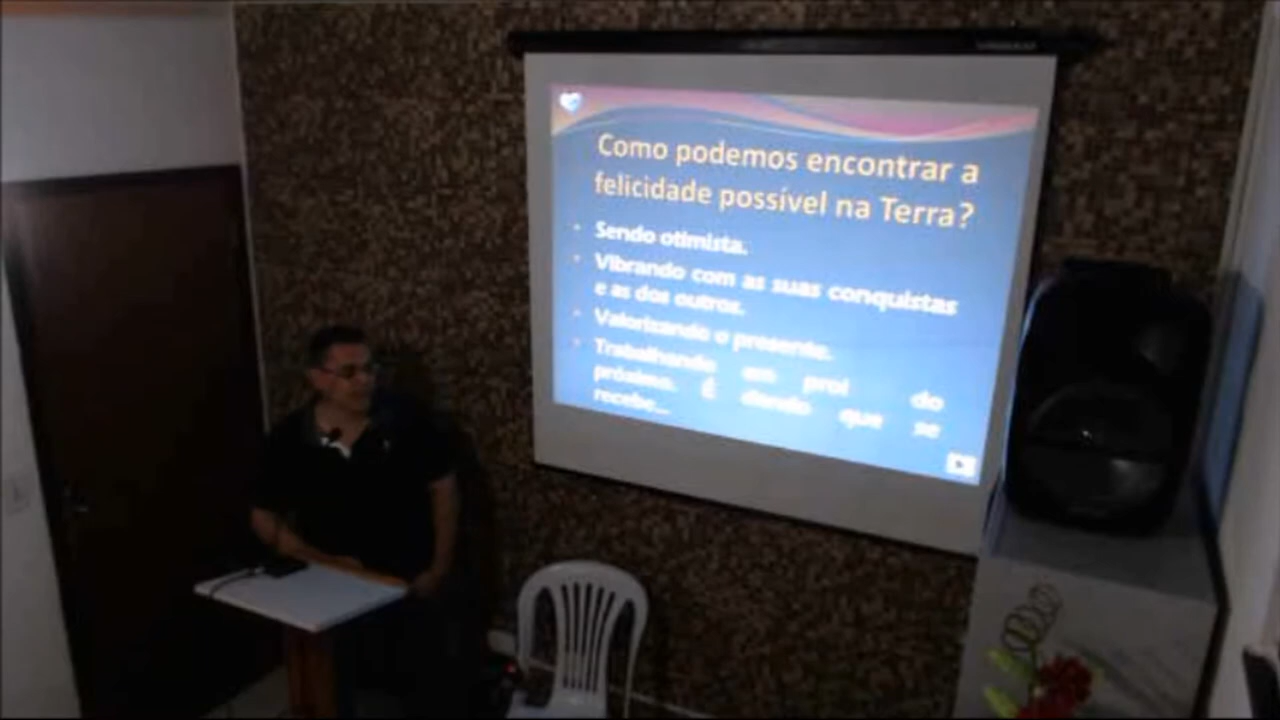 Como podemos encontrar a
felicidade possível na Terra?
• Sendo otimista.
• Vibrando com as suas conquistas
e as dos outros.
• Valorizando o presente.
• Trabalhando em prol do
próximo. É dando que se
recebe...